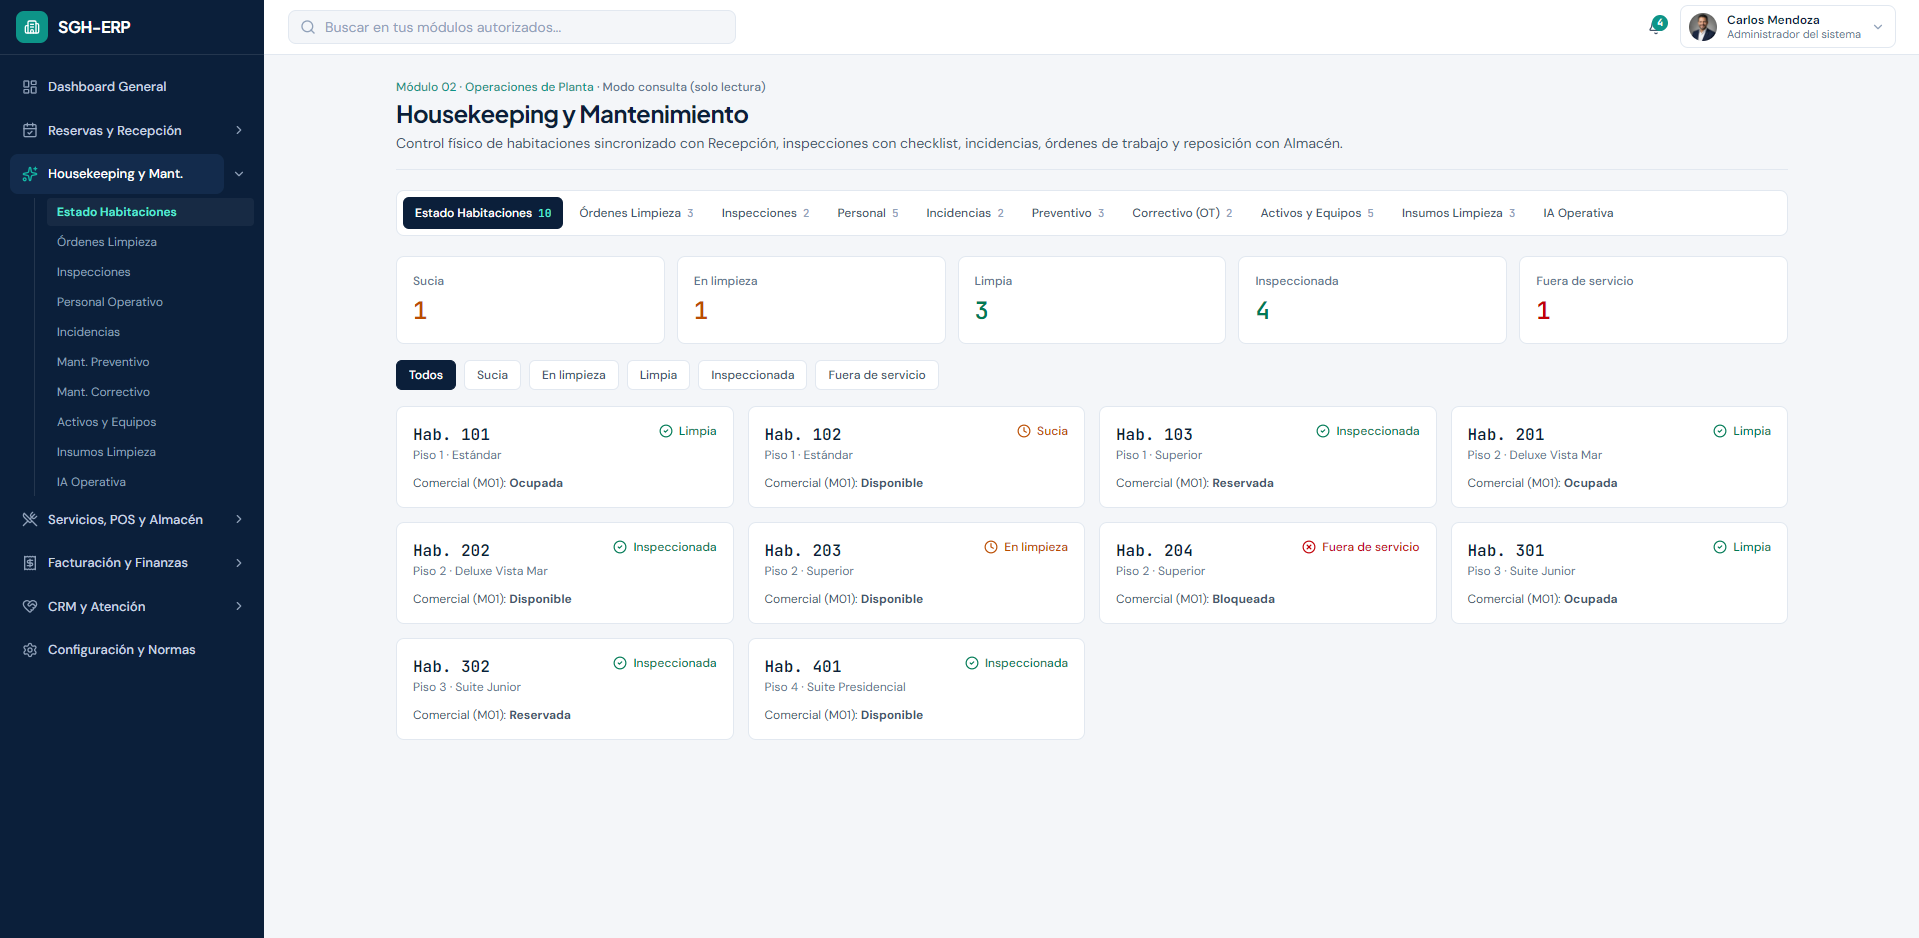 SGH-ERP
Buscar en tus módulos autorizados...
4
Carlos Mendoza
Administrador del sistema
Dashboard General
Reservas y Recepción
Housekeeping y Mant.
Estado Habitaciones
Órdenes Limpieza
Inspecciones
Personal Operativo
Incidencias
Mant. Preventivo
Mant. Correctivo
Activos y Equipos
Insumos Limpieza
IA Operativa
Servicios, POS y Almacén
Facturación y Finanzas
CRM y Atención
Configuración y Normas
Módulo 02 · Operaciones de Planta · Modo consulta (solo lectura)
Housekeeping y Mantenimiento
Control físico de habitaciones sincronizado con Recepción, inspecciones con checklist, incidencias, órdenes de trabajo y reposición con Almacén.
Estado Habitaciones 10 Órdenes Limpieza 3 Inspecciones 2 Personal 5 Incidencias 2 Preventivo 3 Correctivo (OT) 2 Activos y Equipos 5 Insumos Limpieza 3 IA Operativa
Sucia
1
En limpieza
1
Limpia
3
Inspeccionada
4
Fuera de servicio
1
Todos Sucia En limpieza Limpia Inspeccionada Fuera de servicio
Hab. 101 Limpia
Piso 1 · Estándar
Comercial (M01): Ocupada
Hab. 102 Sucia
Piso 1 · Estándar
Comercial (M01): Disponible
Hab. 103 Inspeccionada
Piso 1 · Superior
Comercial (M01): Reservada
Hab. 201 Limpia
Piso 2 · Deluxe Vista Mar
Comercial (M01): Ocupada
Hab. 202 Inspeccionada
Piso 2 · Deluxe Vista Mar
Comercial (M01): Disponible
Hab. 203 En limpieza
Piso 2 · Superior
Comercial (M01): Disponible
Hab. 204 Fuera de servicio
Piso 2 · Superior
Comercial (M01): Bloqueada
Hab. 301 Limpia
Piso 3 · Suite Junior
Comercial (M01): Ocupada
Hab. 302 Inspeccionada
Piso 3 · Suite Junior
Comercial (M01): Reservada
Hab. 401 Inspeccionada
Piso 4 · Suite Presidencial
Comercial (M01): Disponible